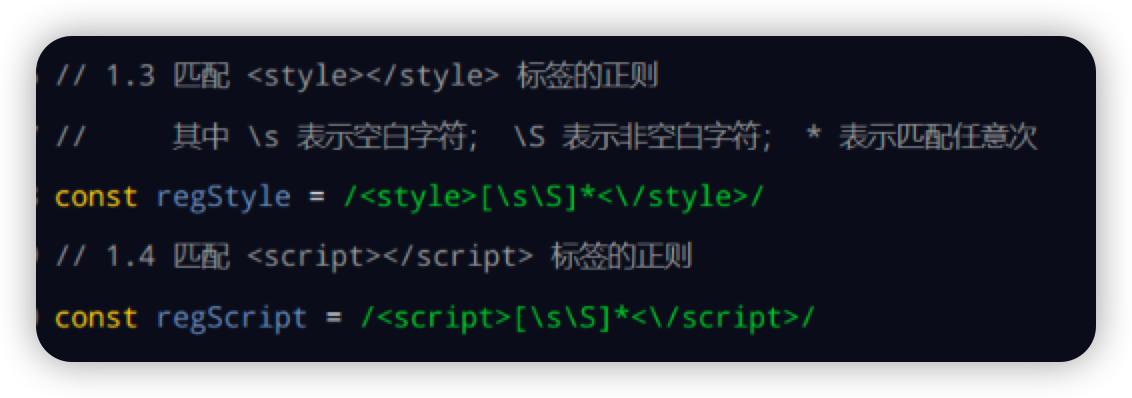 // 1.3 匹配 <style></style> 标签的正则
//     其中 \s 表示空白字符； \S 表示非空白字符； * 表示匹配任意次
const regStyle = /<style>[\s\S]*<\/style>/
// 1.4 匹配 <script></script> 标签的正则
const regScript = /<script>[\s\S]*<\/script>/